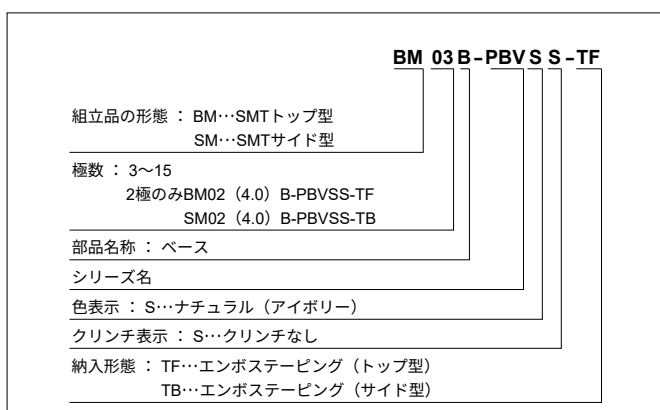 BM 03 B-PBV S S-TF
組立品の形態 ： BM…SMTトップ型
SM…SMTサイド型
極数 ： 3～15
2極のみBM02（4.0）B-PBVSS-TF
SM02（4.0）B-PBVSS-TB
部品名称 ： ベース
シリーズ名
色表示 ： S…ナチュラル（アイボリー）
クリンチ表示 ： S…クリンチなし
納入形態 ： TF…エンボステーピング（トップ型）
TB…エンボステーピング（サイド型）